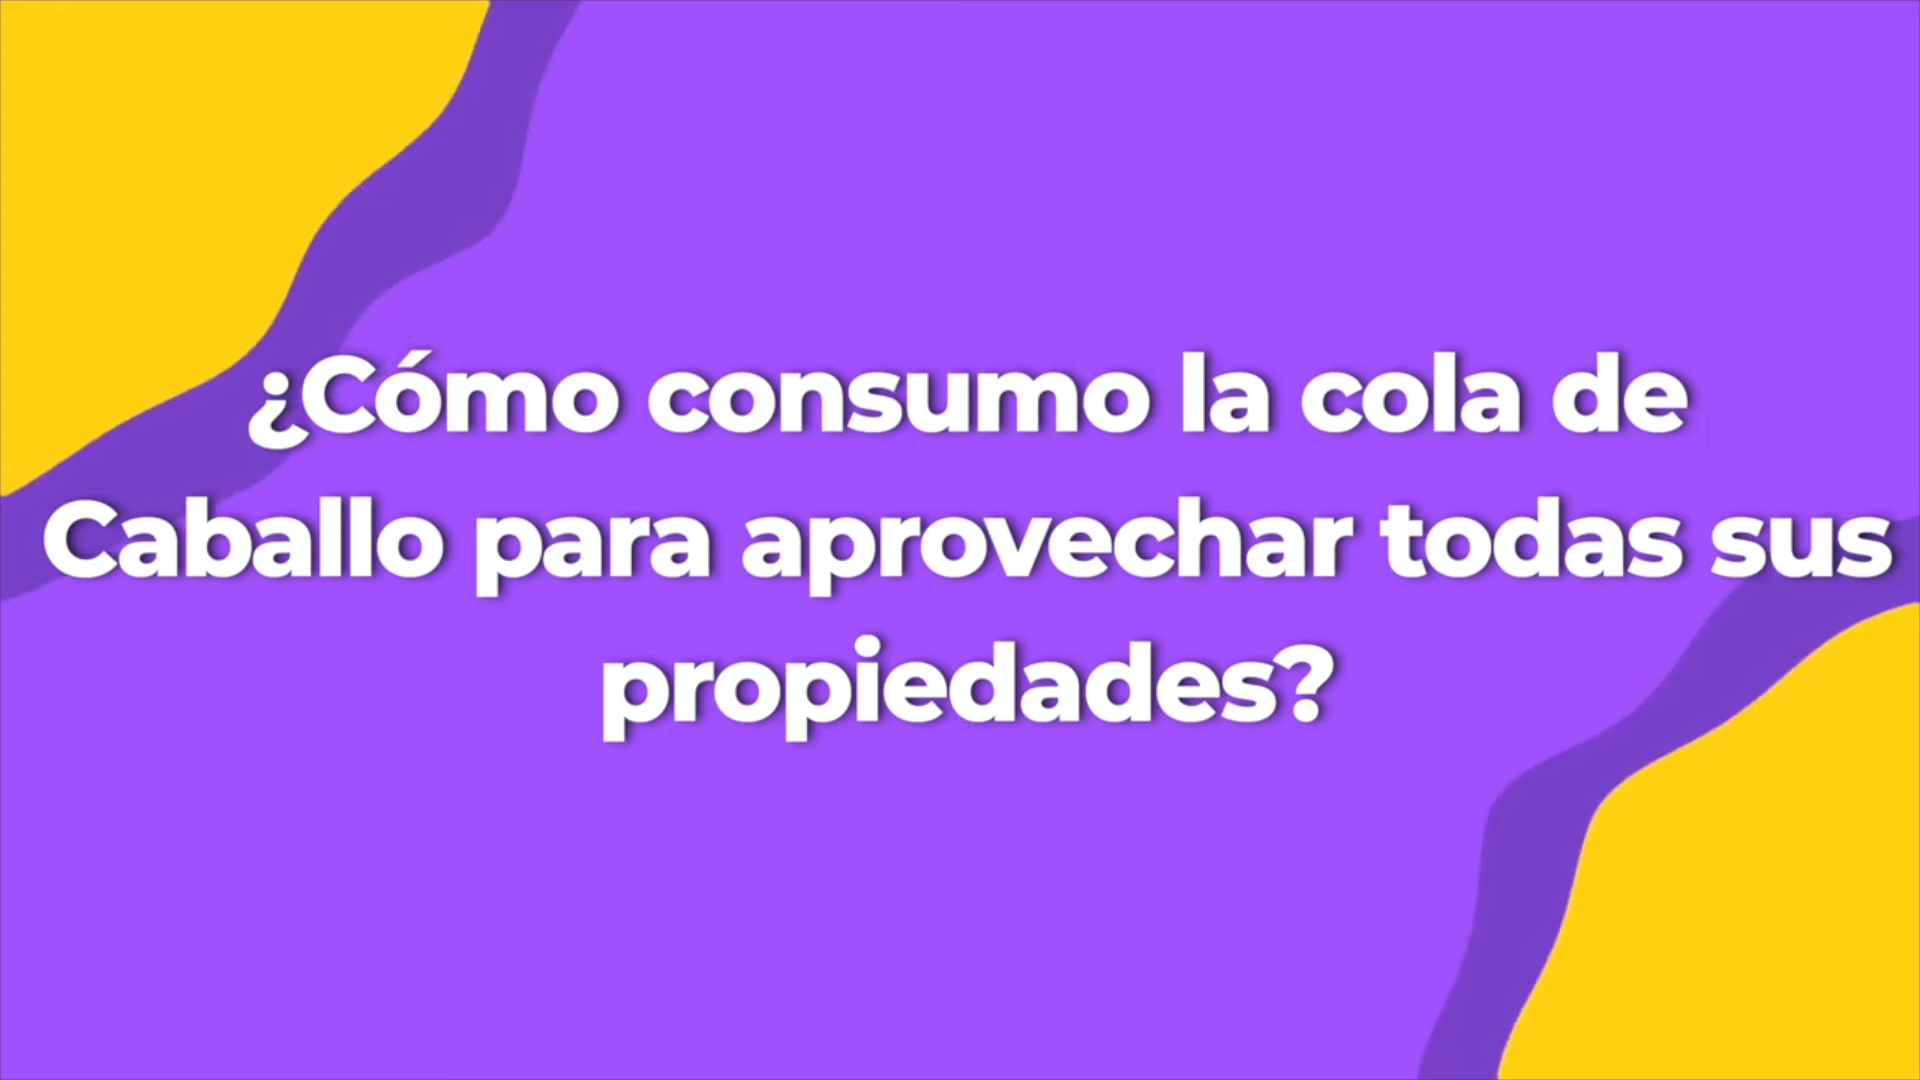 ¿Cómo consumo la cola de
Caballo para aprovechar todas sus
propiedades?